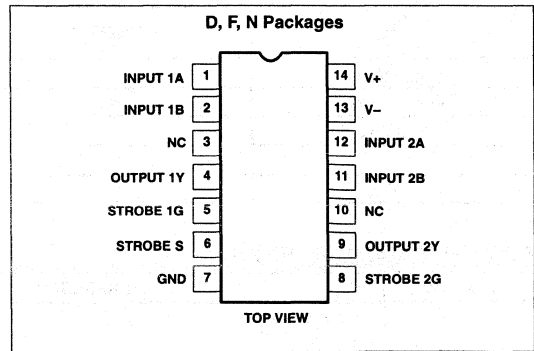 D, F, N Packages
INPUT 1A 1 14 V+
INPUT 1B 2 13 V–
NC 3 12 INPUT 2A
OUTPUT 1Y 4 11 INPUT 2B
STROBE 1G 5 10 NC
STROBE S 6 9 OUTPUT 2Y
GND 7 8 STROBE 2G
TOP VIEW